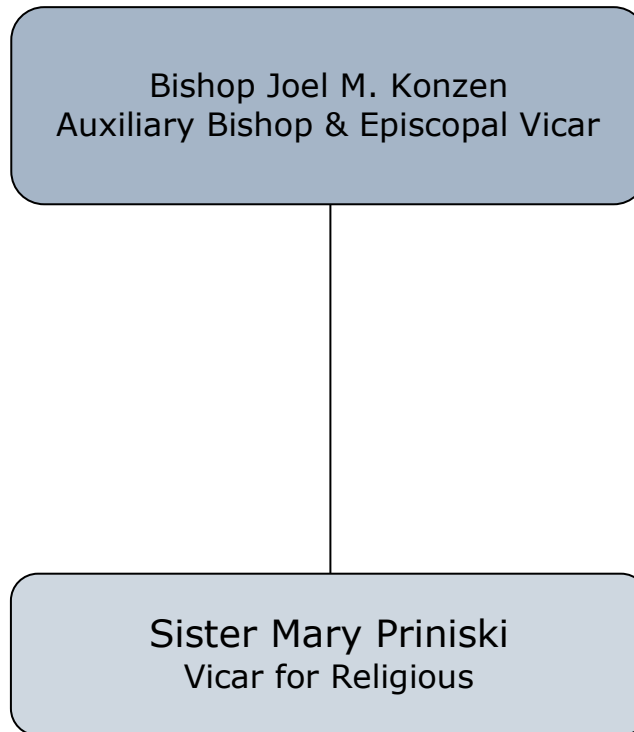 Bishop Joel M. Konzen
Auxiliary Bishop & Episcopal Vicar
Sister Mary Priniski
Vicar for Religious